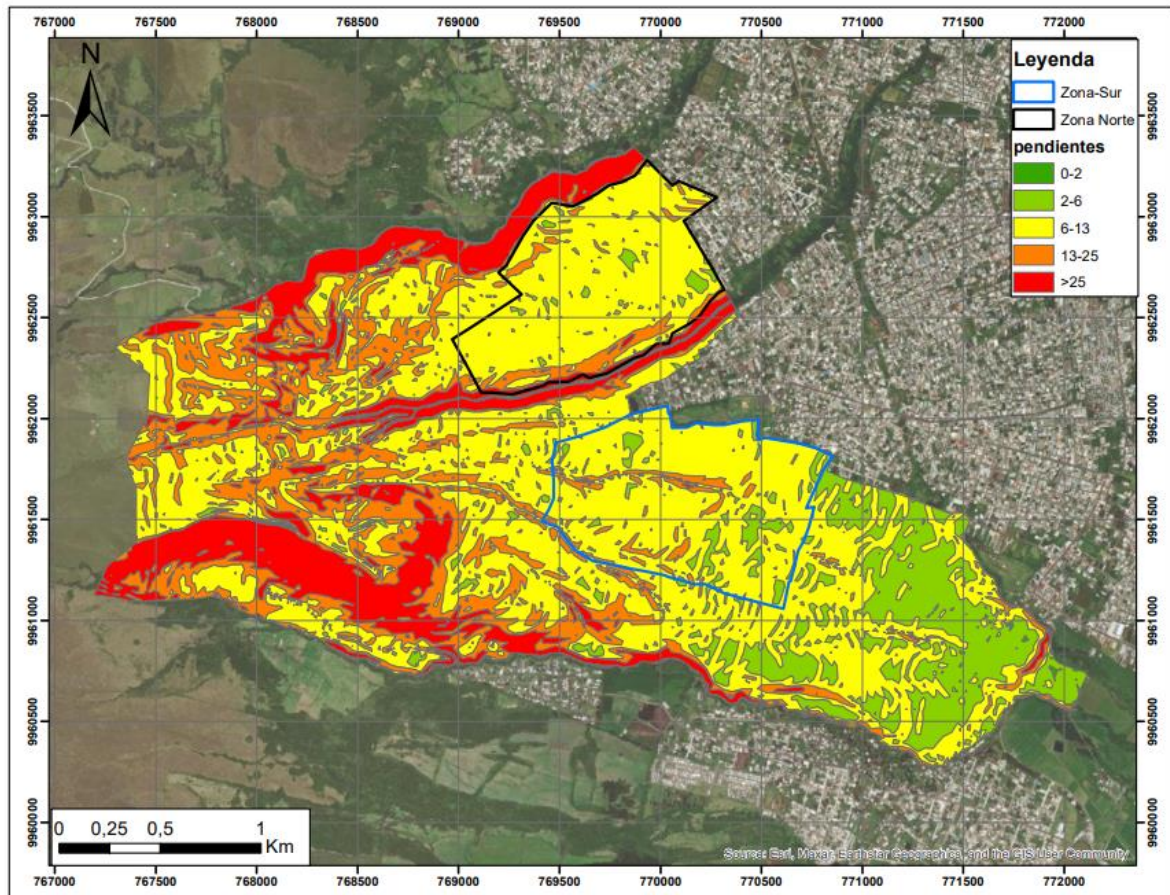 767000 767500 768000 768500 769000 769500 770000 770500 771000 771500 772000
N
Leyenda
Zona-Sur
Zona Norte
pendientes
0-2
2-6
6-13
13-25
>25
9963500 9963500
9963000 9963000
9962500 9962500
9962000 9962000
9961500 9961500
9961000 9961000
9960500 9960500
9960000 9960000
0 0,25 0,5 1
Km
Source: Esri, Maxar, Earthstar Geographics, and the GIS User Community
767000 767500 768000 768500 769000 769500 770000 770500 771000 771500 772000